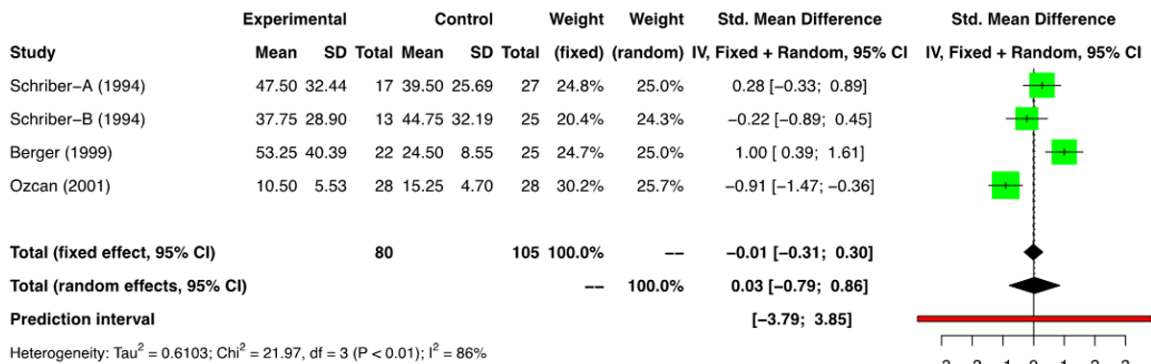 Experimental Control Weight Weight Std. Mean Difference Std. Mean Difference
Study Mean SD Total Mean SD Total (fixed) (random) IV, Fixed + Random, 95% CI IV, Fixed + Random, 95% CI
Schriber−A (1994) 47.50 32.44 17 39.50 25.69 27 24.8% 25.0% 0.28 [−0.33; 0.89]
Schriber−B (1994) 37.75 28.90 13 44.75 32.19 25 20.4% 24.3% −0.22 [−0.89; 0.45]
Berger (1999) 53.25 40.39 22 24.50 8.55 25 24.7% 25.0% 1.00 [ 0.39; 1.61]
Ozcan (2001) 10.50 5.53 28 15.25 4.70 28 30.2% 25.7% −0.91 [−1.47; −0.36]
Total (fixed effect, 95% CI) 80 105 100.0% −− −0.01 [−0.31; 0.30]
Total (random effects, 95% CI) −− 100.0% 0.03 [−0.79; 0.86]
Prediction interval [−3.79; 3.85]
Heterogeneity: Tau² = 0.6103; Chi² = 21.97, df = 3 (P < 0.01); I² = 86%